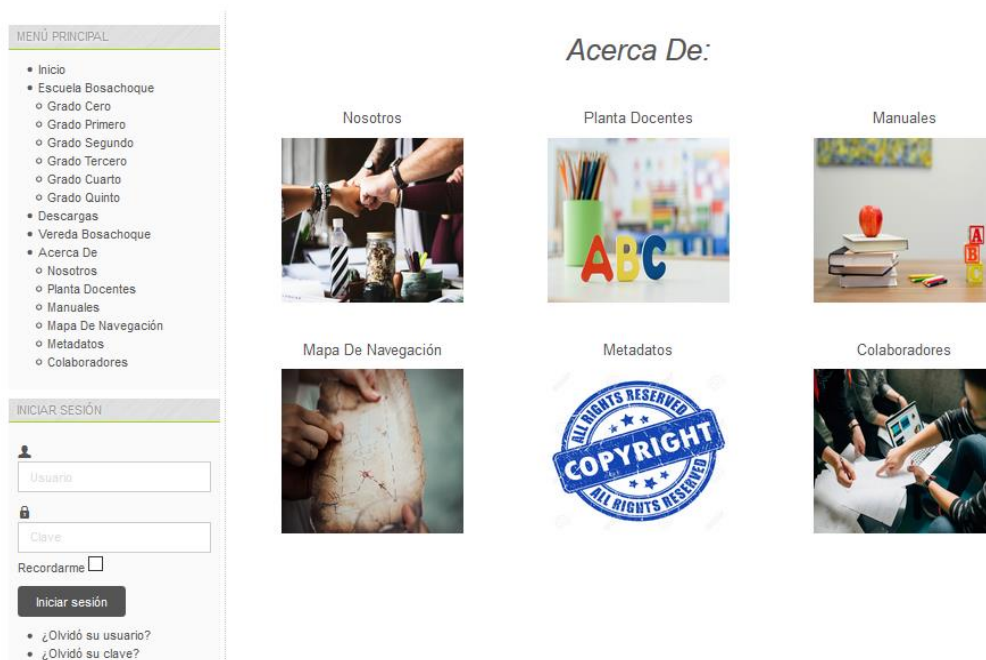 MENÚ PRINCIPAL
Inicio
Escuela Bosachoque
Grado Cero
Grado Primero
Grado Segundo
Grado Tercero
Grado Cuarto
Grado Quinto
Descargas
Vereda Bosachoque
Acerca De
Nosotros
Planta Docentes
Manuales
Mapa De Navegación
Metadatos
Colaboradores
INICIAR SESIÓN
Usuario
Clave
Recordarme
Iniciar sesión
¿Olvidó su usuario?
¿Olvidó su clave?
Acerca De:
Nosotros
Planta Docentes
Manuales
ABC
A
B
Mapa De Navegación
Metadatos
Colaboradores
ALL RIGHTS RESERVED
COPYRIGHT
ALL RIGHTS RESERVED